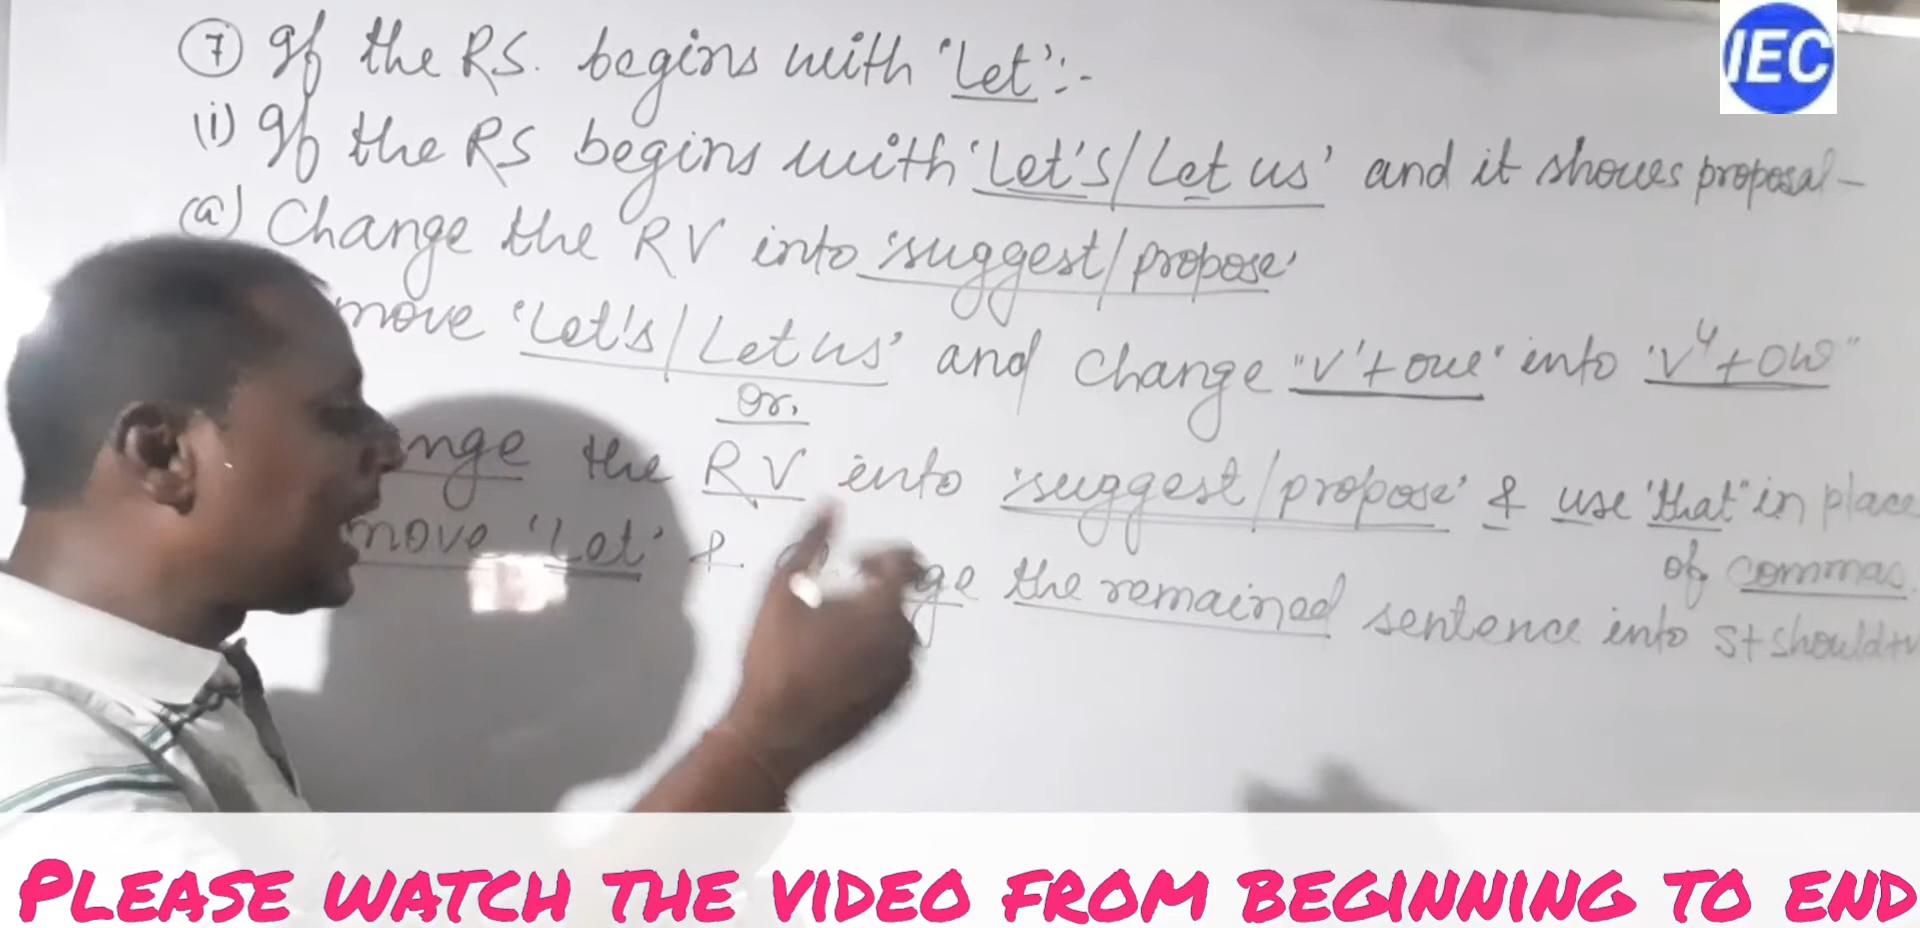 IEC
7 If the RS. begins with 'Let':-
(i) If the RS begins with 'Let's/Let us' and it shows proposal-
(a) Change the RV into 'suggest/propose'
move 'Let's/Let us' and change "V¹+ow" into "V⁴+ow"
Or,
nge the RV into 'suggest/propose' & use 'that" in place
of commas.
move 'Let' & ge the remained sentence into S+should+V
PLEASE WATCH THE VIDEO FROM BEGINNING TO END